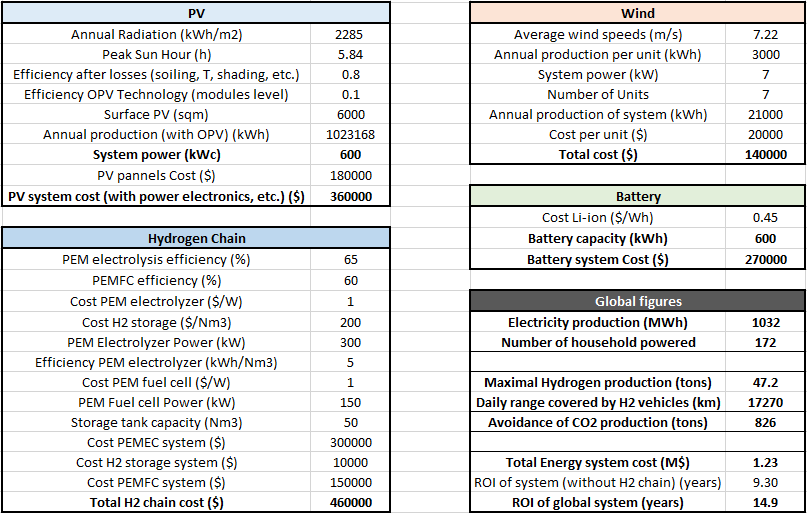 PV
Annual Radiation (kWh/m2) 2285
Peak Sun Hour (h) 5.84
Efficiency after losses (soiling, T, shading, etc.) 0.8
Efficiency OPV Technology (modules level) 0.1
Surface PV (sqm) 6000
Annual production (with OPV) (kWh) 1023168
System power (kWc) 600
PV pannels Cost ($) 180000
PV system cost (with power electronics, etc.) ($) 360000
Hydrogen Chain
PEM electrolysis efficiency (%) 65
PEMFC efficiency (%) 60
Cost PEM electrolyzer ($/W) 1
Cost H2 storage ($/Nm3) 200
PEM Electrolyzer Power (kW) 300
Efficiency PEM electrolyzer (kWh/Nm3) 5
Cost PEM fuel cell ($/W) 1
PEM Fuel cell Power (kW) 150
Storage tank capacity (Nm3) 50
Cost PEMEC system ($) 300000
Cost H2 storage system ($) 10000
Cost PEMFC system ($) 150000
Total H2 chain cost ($) 460000
Wind
Average wind speeds (m/s) 7.22
Annual production per unit (kWh) 3000
System power (kW) 7
Number of Units 7
Annual production of system (kWh) 21000
Cost per unit ($) 20000
Total cost ($) 140000
Battery
Cost Li-ion ($/Wh) 0.45
Battery capacity (kWh) 600
Battery system Cost ($) 270000
Global figures
Electricity production (MWh) 1032
Number of household powered 172
Maximal Hydrogen production (tons) 47.2
Daily range covered by H2 vehicles (km) 17270
Avoidance of CO2 production (tons) 826
Total Energy system cost (M$) 1.23
ROI of system (without H2 chain) (years) 9.30
ROI of global system (years) 14.9